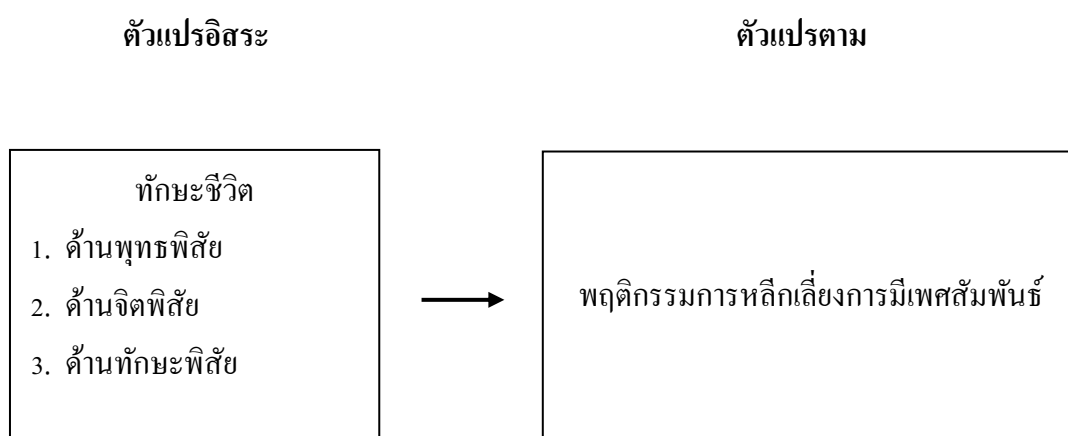 ตัวแปรอิสระ
ตัวแปรตาม
ทักษะชีวิต
1. ด้านพุทธพิสัย
2. ด้านจิตพิสัย
3. ด้านทักษะพิสัย
พฤติกรรมการหลีกเลี่ยงการมีเพศสัมพันธ์